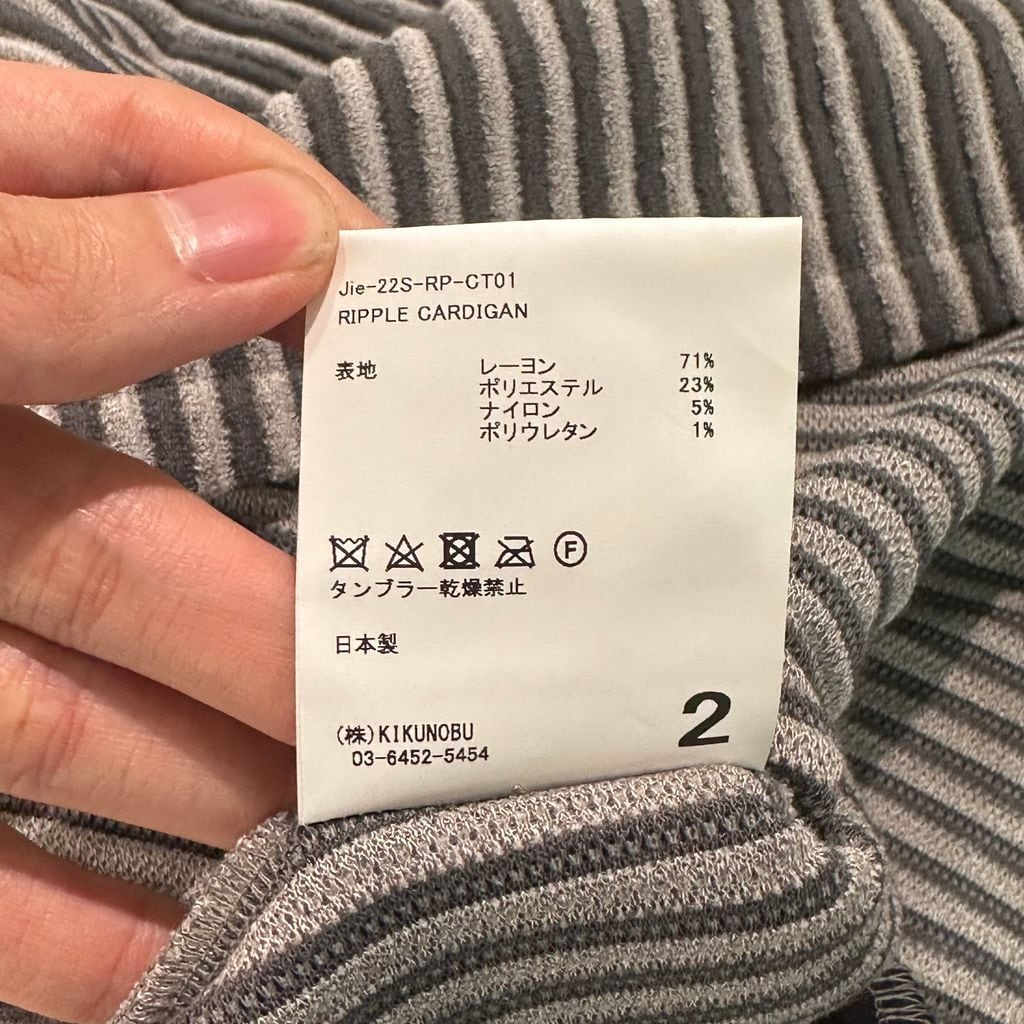 Jie-22S-RP-CT01
RIPPLE CARDIGAN
表地 レーヨン 71%
ポリエステル 23%
ナイロン 5%
ポリウレタン 1%
F
タンブラー乾燥禁止
日本製
2
(株)KIKUNOBU
03-6452-5454